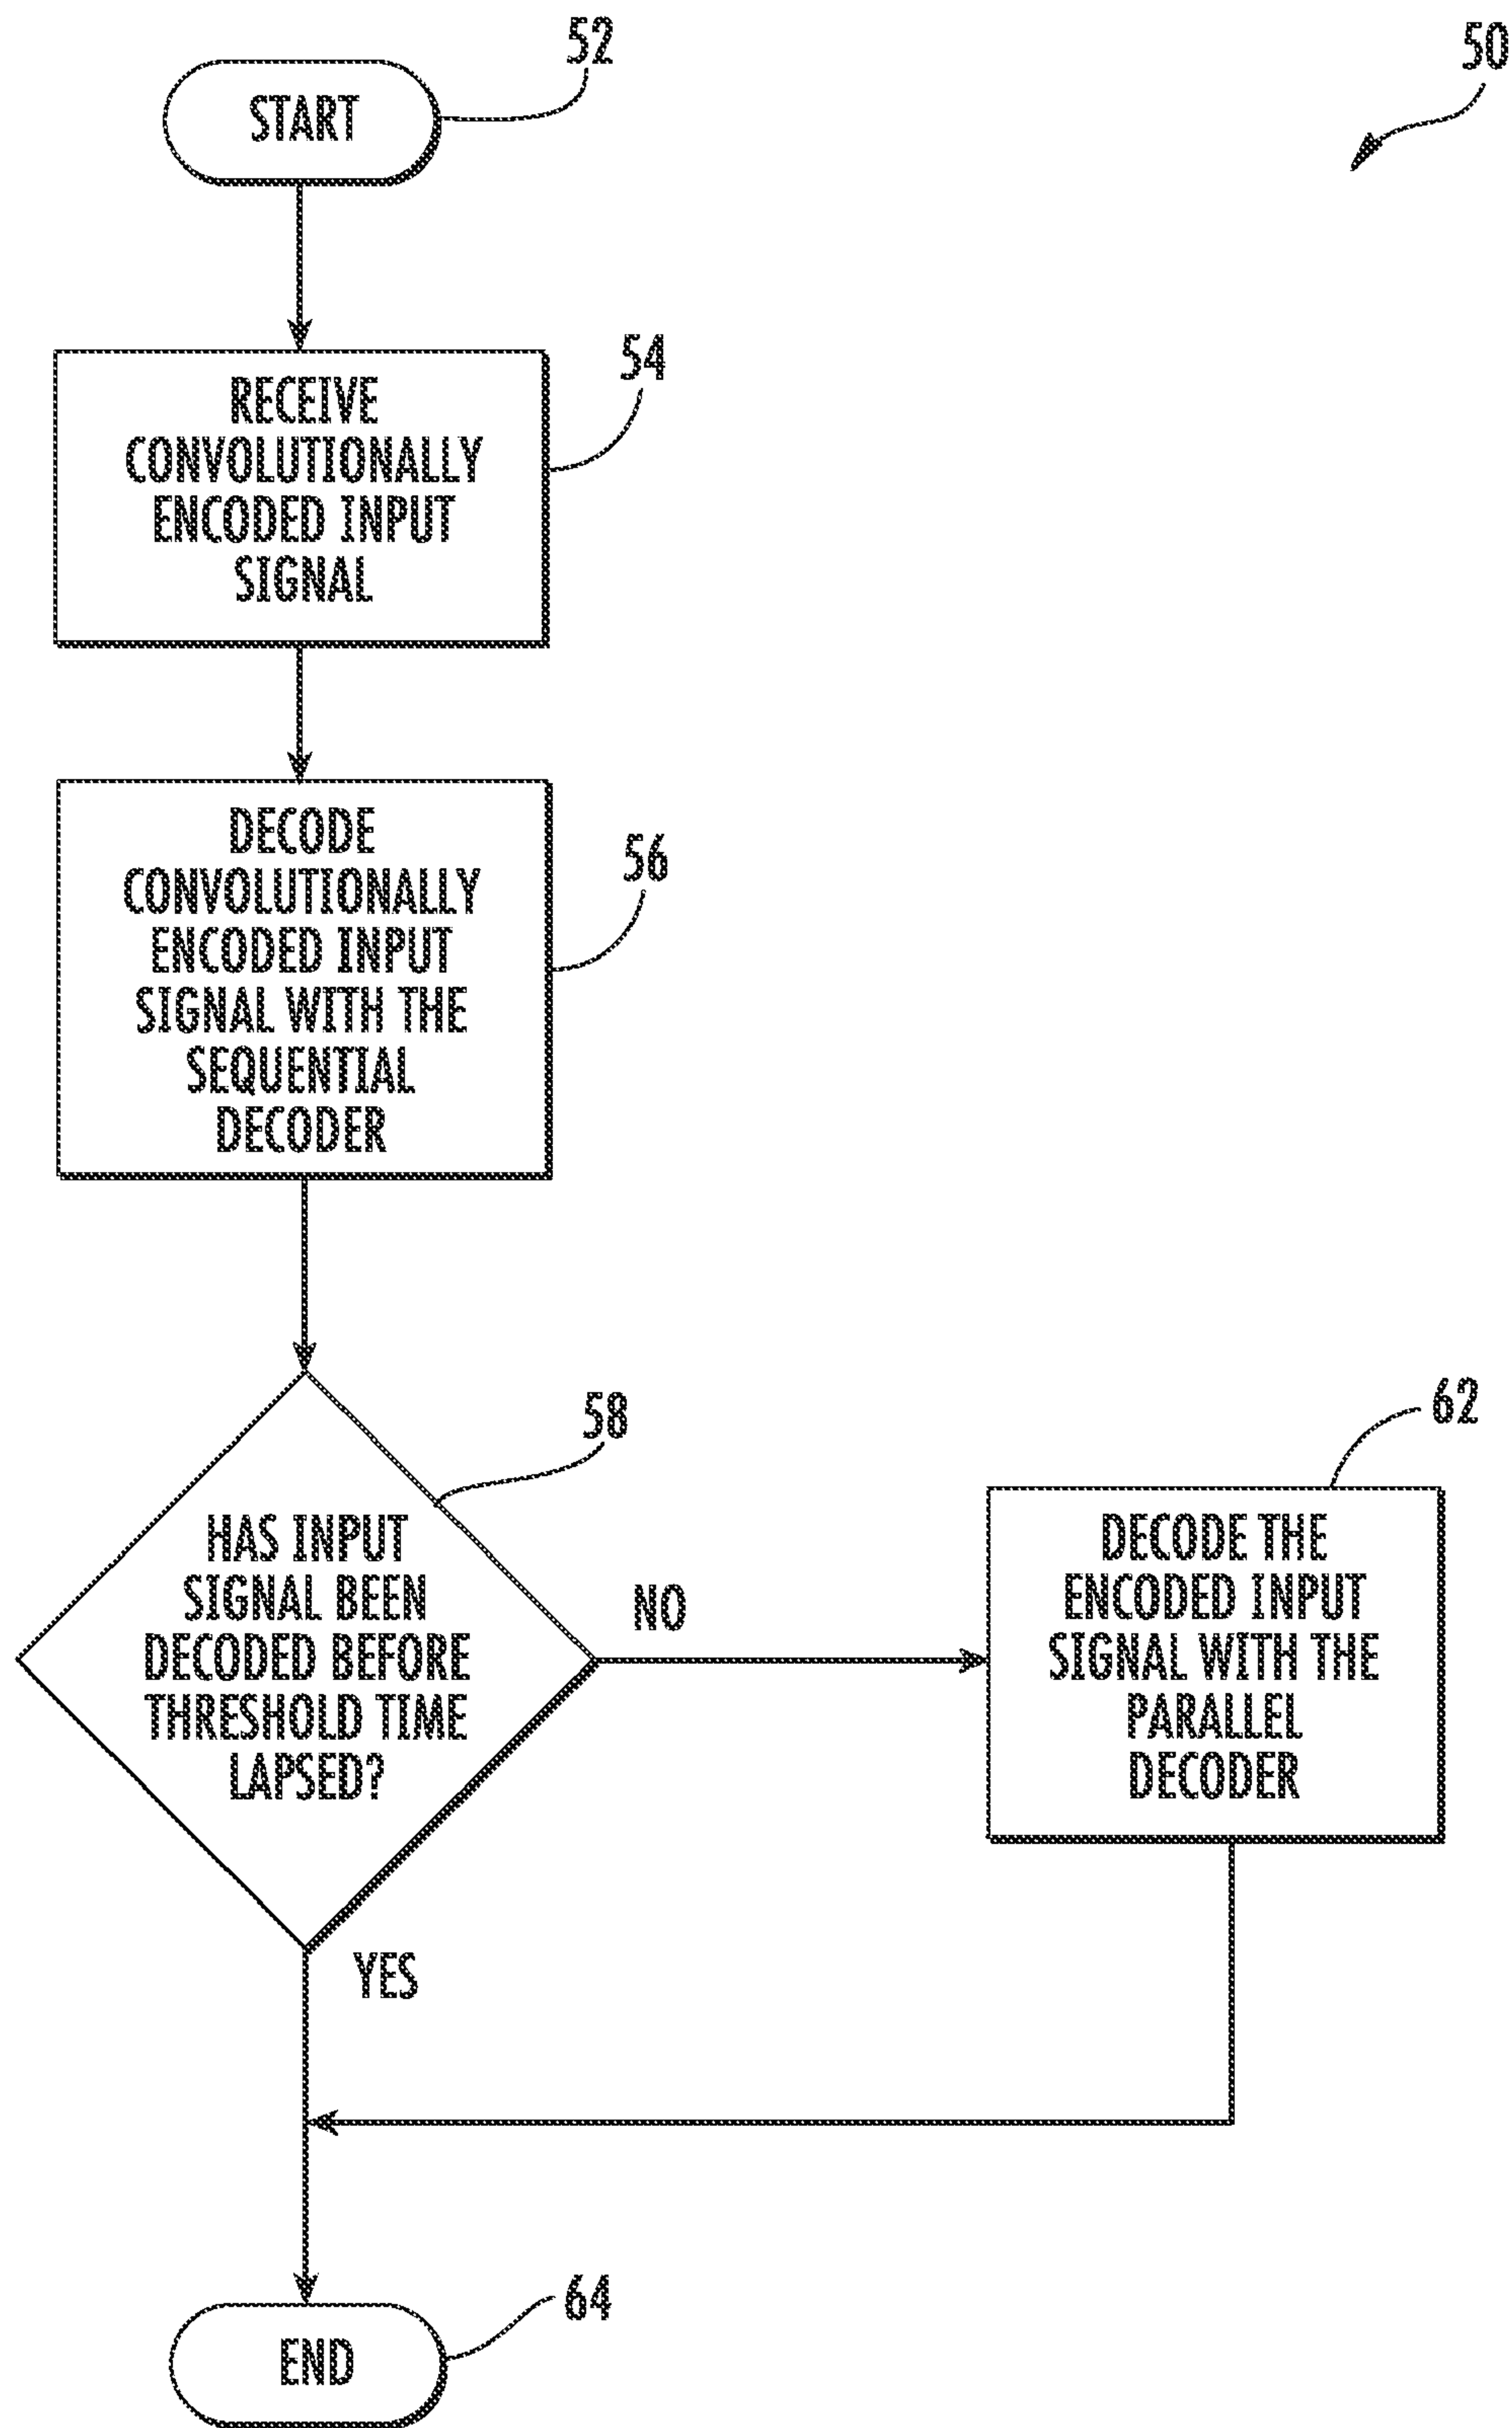 52
50
START
54
RECEIVE
CONVOLUTIONALLY
ENCODED INPUT
SIGNAL
56
DECODE
CONVOLUTIONALLY
ENCODED INPUT
SIGNAL WITH THE
SEQUENTIAL
DECODER
58
HAS INPUT
SIGNAL BEEN
DECODED BEFORE
THRESHOLD TIME
LAPSED?
NO
62
DECODE THE
ENCODED INPUT
SIGNAL WITH THE
PARALLEL
DECODER
YES
64
END